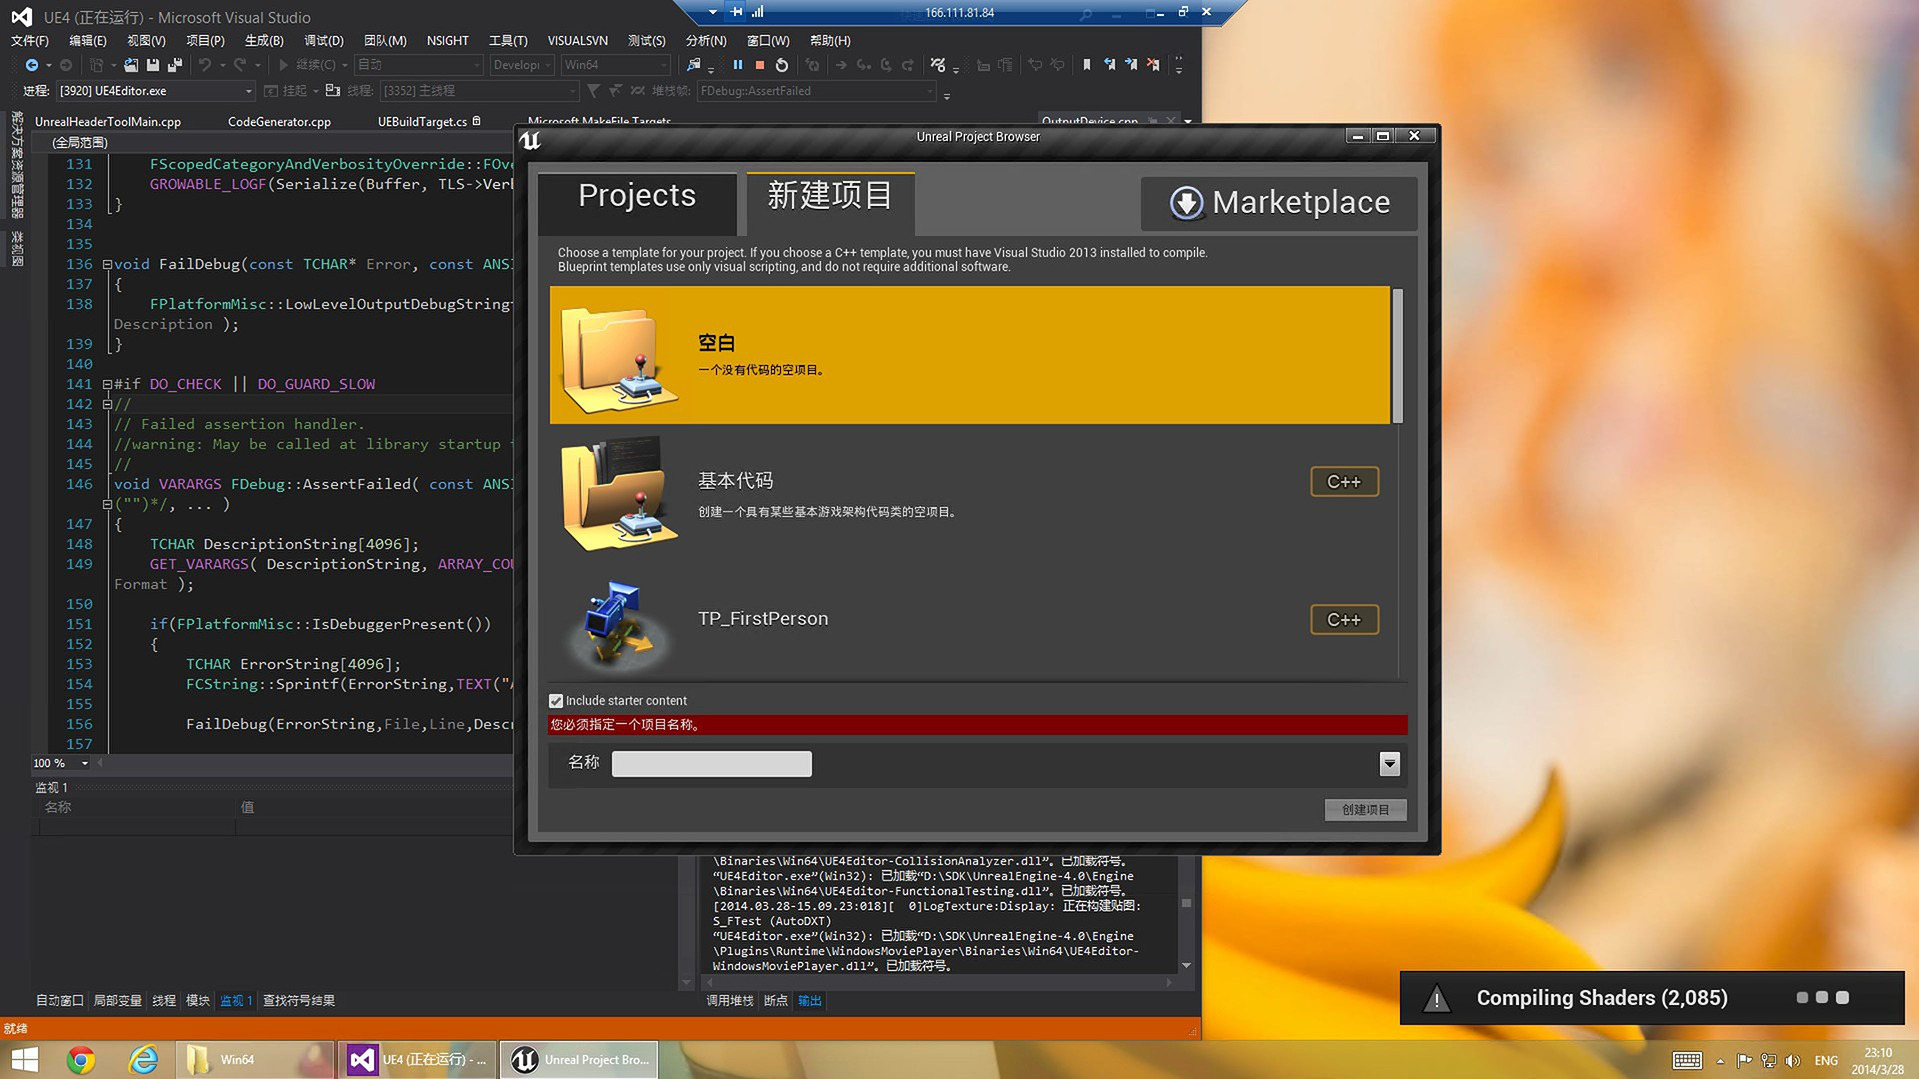 UE4 (正在运行) - Microsoft Visual Studio
166.111.81.84
文件(F) 编辑(E) 视图(V) 项目(P) 生成(B) 调试(D) 团队(M) NSIGHT 工具(T) VISUALSVN 测试(S) 分析(N) 窗口(W) 帮助(H)
继续(C) 自动 Develop Win64
进程: [3920] UE4Editor.exe 挂起 线程: [3352] 主线程 堆栈帧: FDebug::AssertFailed
解决方案资源管理器
类视图
UnrealHeaderToolMain.cpp CodeGenerator.cpp UEBuildTarget.cs Microsoft.MakeFile.Targets OutputDevice.cpp
(全局范围)
131 FScopedCategoryAndVerbosityOverride::FOve
132 GROWABLE_LOGF(Serialize(Buffer, TLS->Verb
133 }
134
135
136 void FailDebug(const TCHAR* Error, const ANSI
137 {
138 FPlatformMisc::LowLevelOutputDebugString
Description );
139 }
140
141 #if DO_CHECK || DO_GUARD_SLOW
142 //
143 // Failed assertion handler.
144 //warning: May be called at library startup
145 //
146 void VARARGS FDebug::AssertFailed( const ANSI
("")*/, ... )
147 {
148 TCHAR DescriptionString[4096];
149 GET_VARARGS( DescriptionString, ARRAY_COU
Format );
150
151 if(FPlatformMisc::IsDebuggerPresent())
152 {
153 TCHAR ErrorString[4096];
154 FCString::Sprintf(ErrorString,TEXT("A
155
156 FailDebug(ErrorString,File,Line,Descr
157
100 %
监视 1
名称 值
自动窗口 局部变量 线程 模块 监视 1 查找符号结果
Unreal Project Browser
Projects 新建项目 Marketplace
Choose a template for your project. If you choose a C++ template, you must have Visual Studio 2013 installed to compile.
Blueprint templates use only visual scripting, and do not require additional software.
空白
一个没有代码的空项目。
基本代码
C++
创建一个具有某些基本游戏架构代码类的空项目。
TP_FirstPerson
C++
Include starter content
您必须指定一个项目名称。
名称
创建项目
\Binaries\Win64\UE4Editor-CollisionAnalyzer.dll”。已加载符号。
“UE4Editor.exe”(Win32): 已加载“D:\SDK\UnrealEngine-4.0\Engine
\Binaries\Win64\UE4Editor-FunctionalTesting.dll”。已加载符号。
[2014.03.28-15.09.23:018][ 0]LogTexture:Display: 正在构建贴图:
S_FTest (AutoDXT)
“UE4Editor.exe”(Win32): 已加载“D:\SDK\UnrealEngine-4.0\Engine
\Plugins\Runtime\WindowsMoviePlayer\Binaries\Win64\UE4Editor-
WindowsMoviePlayer.dll”。已加载符号。
调用堆栈 断点 输出
Compiling Shaders (2,085)
就绪
Win64
UE4 (正在运行) - ...
Unreal Project Bro...
ENG
23:10
2014/3/28